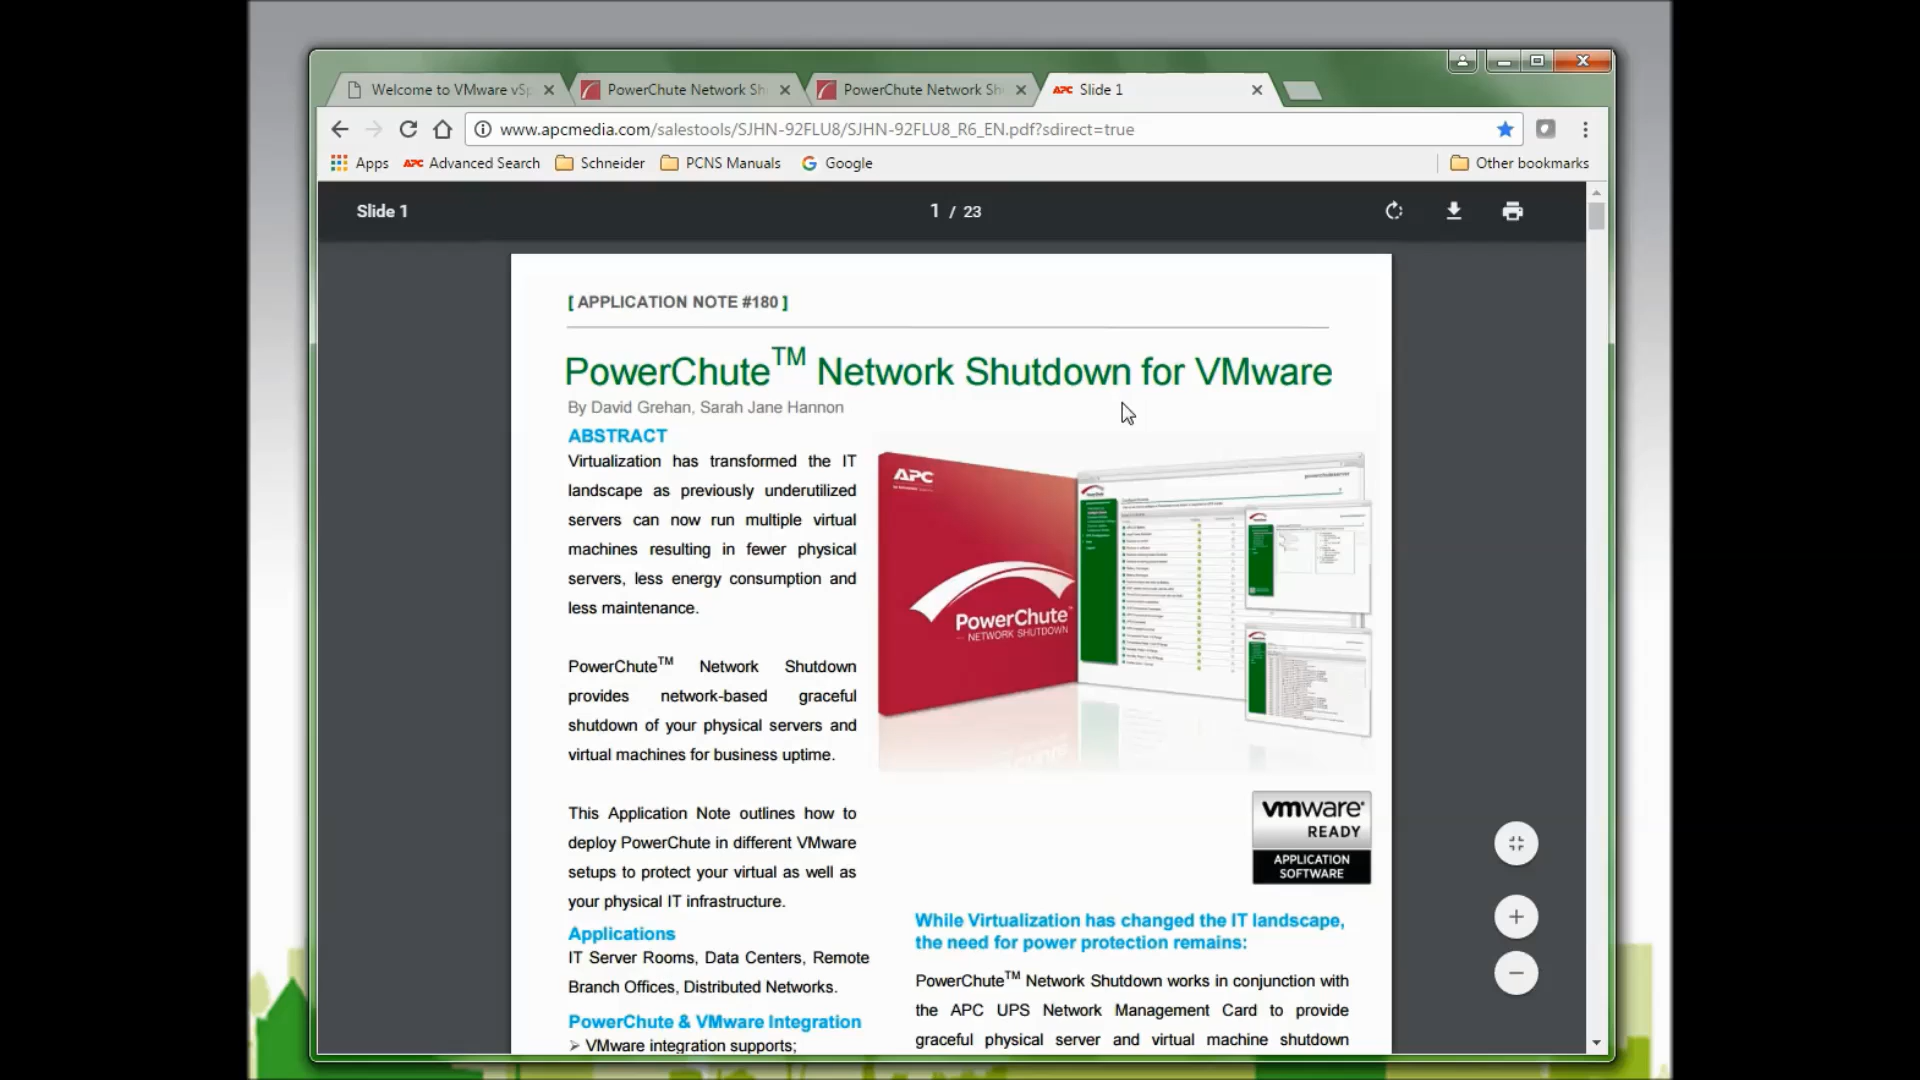 Welcome to VMware vSp
PowerChute Network Sh
PowerChute Network Sh
APC Slide 1
www.apcmedia.com/salestools/SJHN-92FLU8/SJHN-92FLU8_R6_EN.pdf?sdirect=true
Apps
APC Advanced Search
Schneider
PCNS Manuals
Google
Other bookmarks
Slide 1
1 / 23
[ APPLICATION NOTE #180 ]
PowerChute™ Network Shutdown for VMware
By David Grehan, Sarah Jane Hannon
ABSTRACT
Virtualization has transformed the IT
landscape as previously underutilized
servers can now run multiple virtual
machines resulting in fewer physical
servers, less energy consumption and
less maintenance.
PowerChute™ Network Shutdown
provides network-based graceful
shutdown of your physical servers and
virtual machines for business uptime.
This Application Note outlines how to
deploy PowerChute in different VMware
setups to protect your virtual as well as
your physical IT infrastructure.
Applications
IT Server Rooms, Data Centers, Remote
Branch Offices, Distributed Networks.
PowerChute & VMware Integration
➢ VMware integration supports;
APC
PowerChute™
NETWORK SHUTDOWN
vmware®
READY
APPLICATION
SOFTWARE
While Virtualization has changed the IT landscape,
the need for power protection remains:
PowerChute™ Network Shutdown works in conjunction with
the APC UPS Network Management Card to provide
graceful physical server and virtual machine shutdown